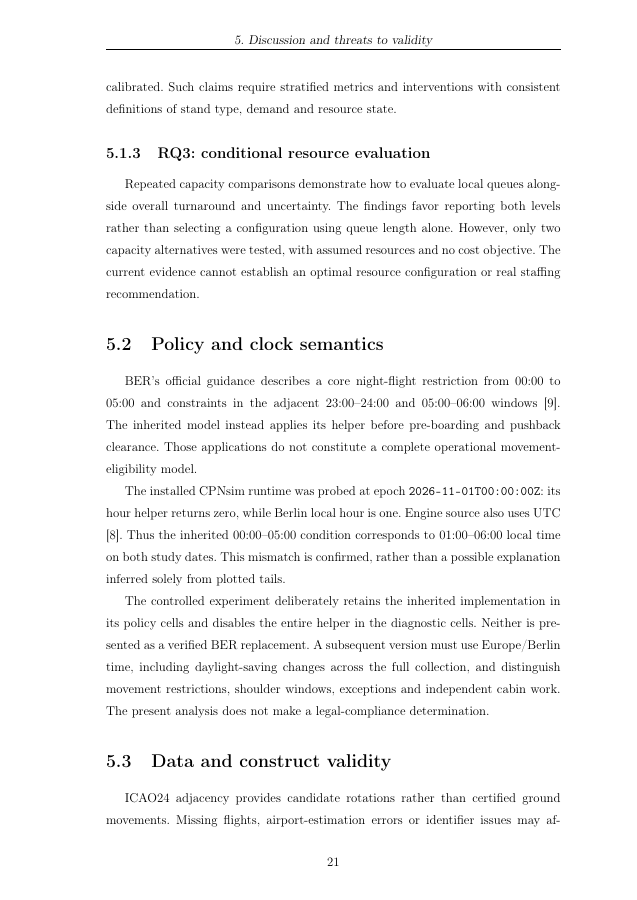 5. Discussion and threats to validity
calibrated. Such claims require stratified metrics and interventions with consistent
definitions of stand type, demand and resource state.
5.1.3 RQ3: conditional resource evaluation
Repeated capacity comparisons demonstrate how to evaluate local queues along-
side overall turnaround and uncertainty. The findings favor reporting both levels
rather than selecting a configuration using queue length alone. However, only two
capacity alternatives were tested, with assumed resources and no cost objective. The
current evidence cannot establish an optimal resource configuration or real staffing
recommendation.
5.2 Policy and clock semantics
BER's official guidance describes a core night-flight restriction from 00:00 to
05:00 and constraints in the adjacent 23:00–24:00 and 05:00–06:00 windows [9].
The inherited model instead applies its helper before pre-boarding and pushback
clearance. Those applications do not constitute a complete operational movement-
eligibility model.
The installed CPNsim runtime was probed at epoch 2026-11-01T00:00:00Z: its
hour helper returns zero, while Berlin local hour is one. Engine source also uses UTC
[8]. Thus the inherited 00:00–05:00 condition corresponds to 01:00–06:00 local time
on both study dates. This mismatch is confirmed, rather than a possible explanation
inferred solely from plotted tails.
The controlled experiment deliberately retains the inherited implementation in
its policy cells and disables the entire helper in the diagnostic cells. Neither is pre-
sented as a verified BER replacement. A subsequent version must use Europe/Berlin
time, including daylight-saving changes across the full collection, and distinguish
movement restrictions, shoulder windows, exceptions and independent cabin work.
The present analysis does not make a legal-compliance determination.
5.3 Data and construct validity
ICAO24 adjacency provides candidate rotations rather than certified ground
movements. Missing flights, airport-estimation errors or identifier issues may af-
21